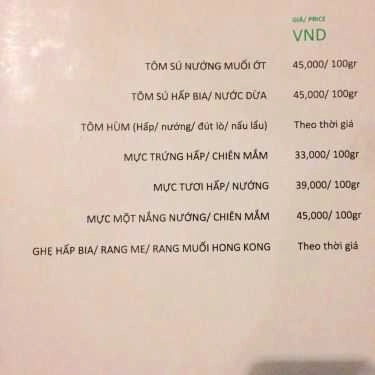 GIÁ/ PRICE
VND
TÔM SÚ NƯỚNG MUỐI ỚT 45,000/ 100gr
TÔM SÚ HẤP BIA/ NƯỚC DỪA 45,000/ 100gr
TÔM HÙM (Hấp/ nướng/ đút lò/ nấu lẩu) Theo thời giá
MỰC TRỨNG HẤP/ CHIÊN MẮM 33,000/ 100gr
MỰC TƯƠI HẤP/ NƯỚNG 39,000/ 100gr
MỰC MỘT NẮNG NƯỚNG/ CHIÊN MẮM 45,000/ 100gr
GHẸ HẤP BIA/ RANG ME/ RANG MUỐI HONG KONG Theo thời giá